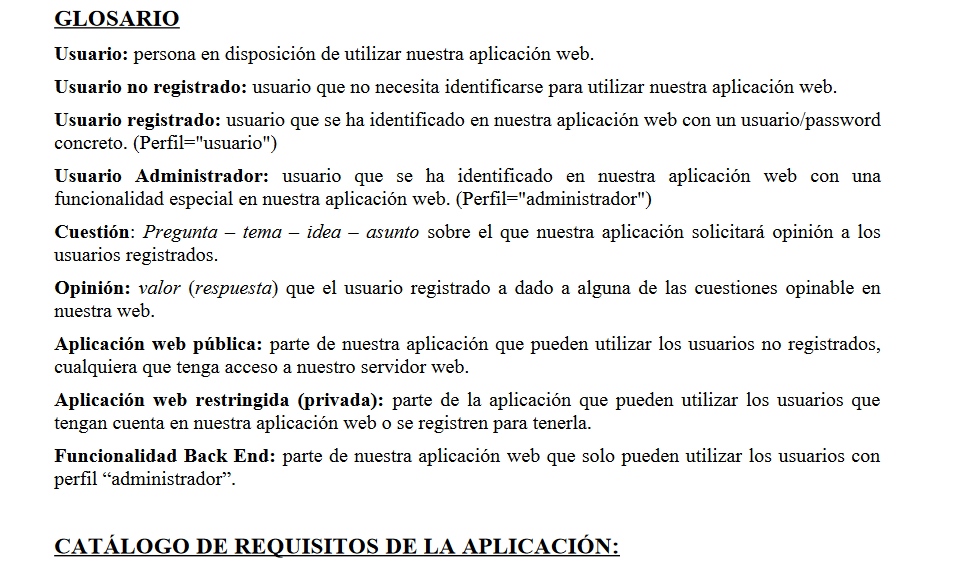 GLOSARIO
Usuario: persona en disposición de utilizar nuestra aplicación web.
Usuario no registrado: usuario que no necesita identificarse para utilizar nuestra aplicación web.
Usuario registrado: usuario que se ha identificado en nuestra aplicación web con un usuario/password
concreto. (Perfil="usuario")
Usuario Administrador: usuario que se ha identificado en nuestra aplicación web con una
funcionalidad especial en nuestra aplicación web. (Perfil="administrador")
Cuestión: Pregunta – tema – idea – asunto sobre el que nuestra aplicación solicitará opinión a los
usuarios registrados.
Opinión: valor (respuesta) que el usuario registrado a dado a alguna de las cuestiones opinable en
nuestra web.
Aplicación web pública: parte de nuestra aplicación que pueden utilizar los usuarios no registrados,
cualquiera que tenga acceso a nuestro servidor web.
Aplicación web restringida (privada): parte de la aplicación que pueden utilizar los usuarios que
tengan cuenta en nuestra aplicación web o se registren para tenerla.
Funcionalidad Back End: parte de nuestra aplicación web que solo pueden utilizar los usuarios con
perfil “administrador”.
CATÁLOGO DE REQUISITOS DE LA APLICACIÓN: